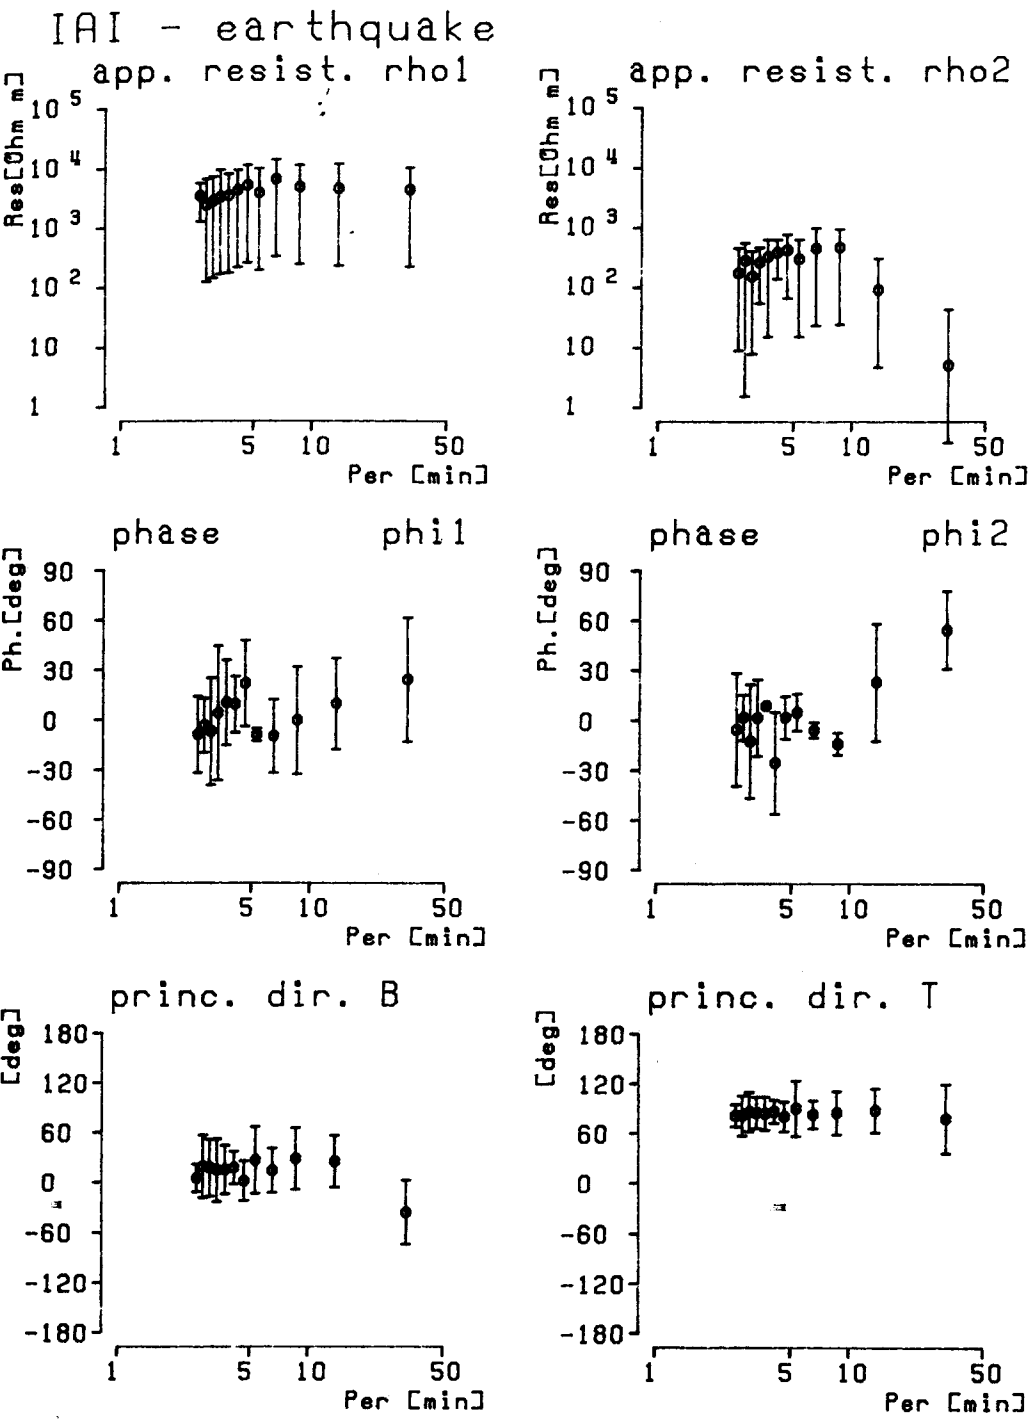 IAI - earthquake
app. resist. rho1
Res[Ohm m]
10 5
10 4
10 3
10 2
10
1
1 5 10 50
Per [min]
app. resist. rho2
Res[Ohm m]
10 5
10 4
10 3
10 2
10
1
1 5 10 50
Per [min]
phase phi1
Ph.[deg]
90
60
30
0
-30
-60
-90
1 5 10 50
Per [min]
phase phi2
Ph.[deg]
90
60
30
0
-30
-60
-90
1 5 10 50
Per [min]
princ. dir. B
[deg]
180
120
60
0
-60
-120
-180
1 5 10 50
Per [min]
princ. dir. T
[deg]
180
120
60
0
-60
-120
-180
1 5 10 50
Per [min]